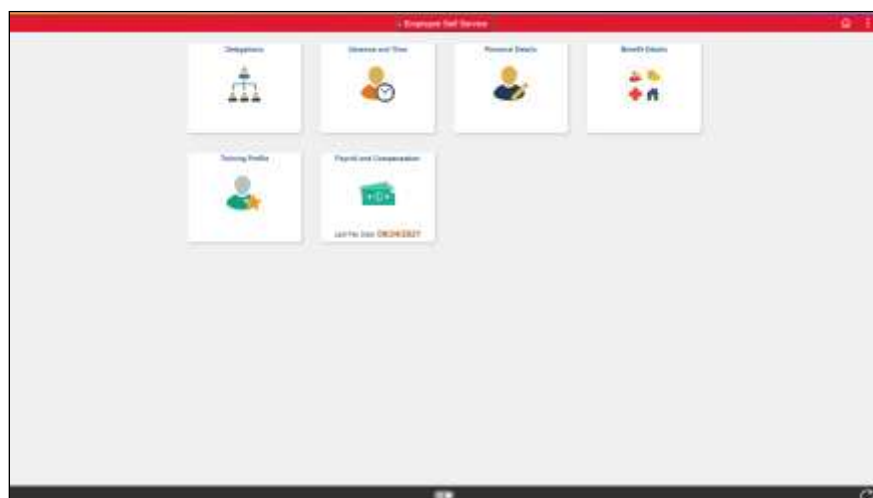 Employee Self Service
Delegations
Absence and Time
Personal Details
Benefit Details
Training Profile
Payroll and Compensation
Last Pay Date 09/24/2021